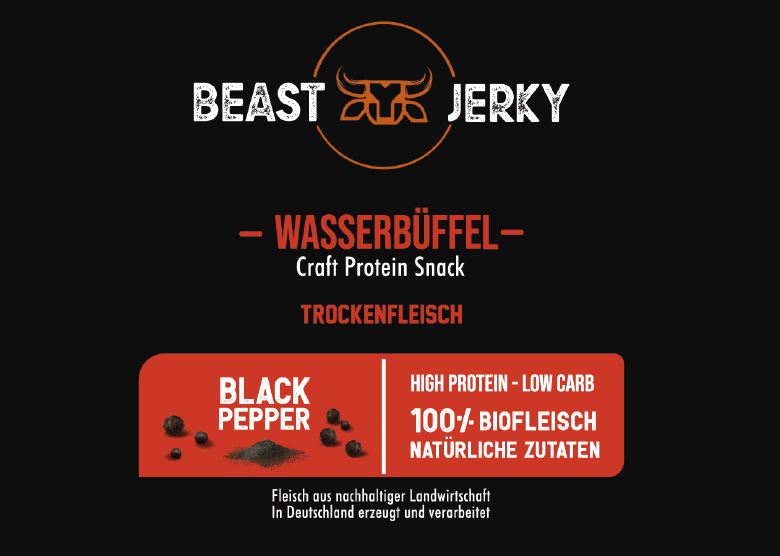 BEAST JERKY
– WASSERBÜFFEL–
Craft Protein Snack
TROCKENFLEISCH
BLACK
PEPPER
HIGH PROTEIN - LOW CARB
100% BIOFLEISCH
NATÜRLICHE ZUTATEN
Fleisch aus nachhaltiger Landwirtschaft
In Deutschland erzeugt und verarbeitet